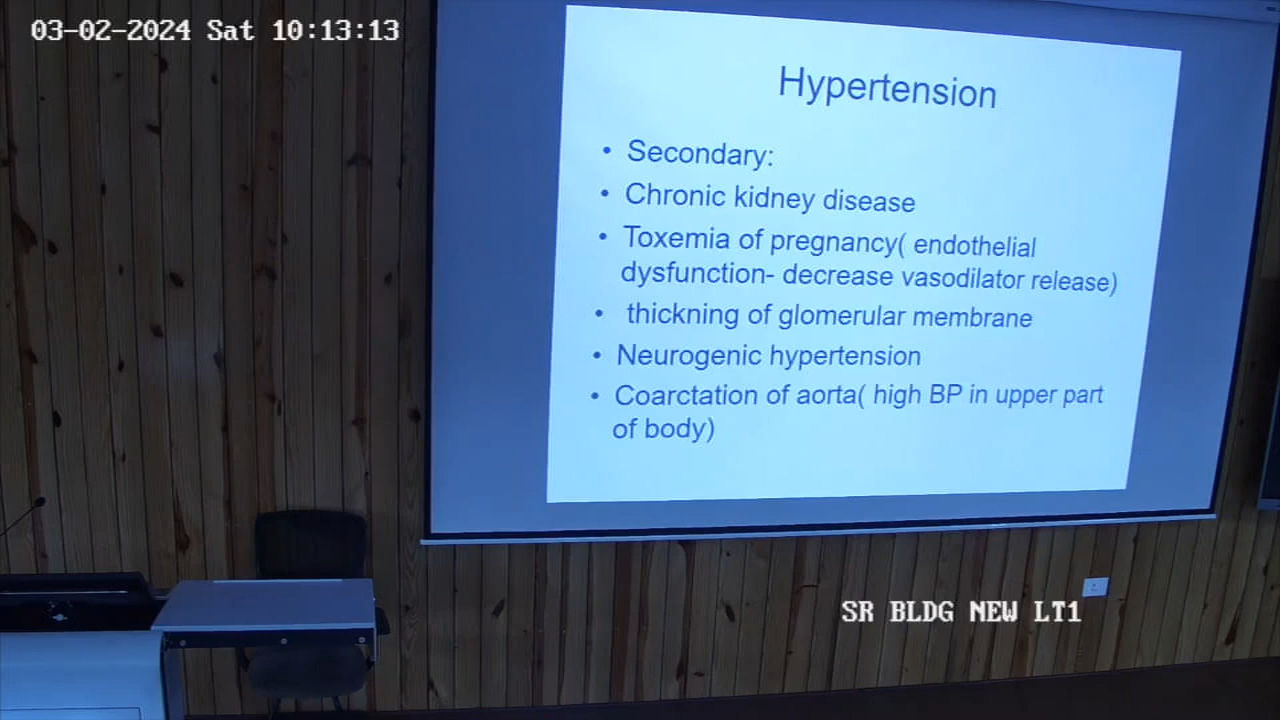 03-02-2024 Sat 10:13:13
Hypertension
• Secondary:
• Chronic kidney disease
• Toxemia of pregnancy( endothelial
dysfunction- decrease vasodilator release)
• thickning of glomerular membrane
• Neurogenic hypertension
• Coarctation of aorta( high BP in upper part
of body)
SR BLDG NEW LT1